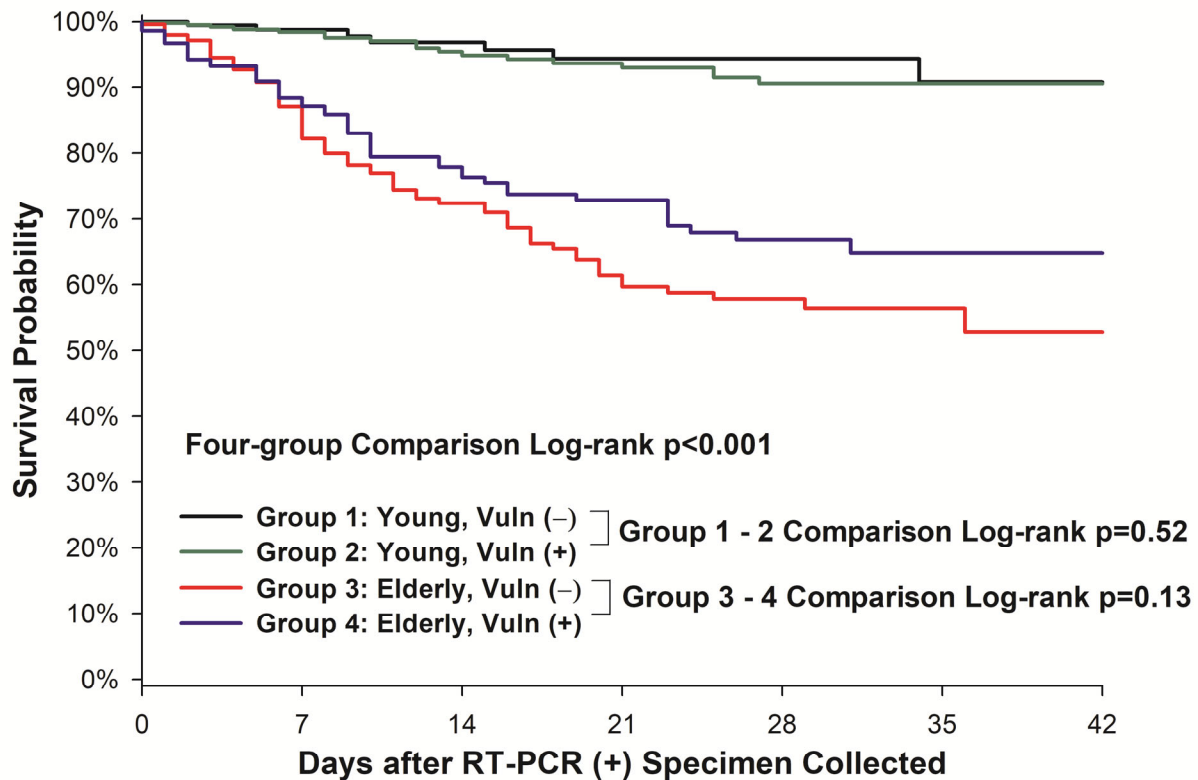 100%
90%
80%
70%
60%
50%
40%
30%
20%
10%
0%
Survival Probability
Four-group Comparison Log-rank p<0.001
Group 1: Young, Vuln (−)
Group 2: Young, Vuln (+)
Group 1 - 2 Comparison Log-rank p=0.52
Group 3: Elderly, Vuln (−)
Group 4: Elderly, Vuln (+)
Group 3 - 4 Comparison Log-rank p=0.13
0 7 14 21 28 35 42
Days after RT-PCR (+) Specimen Collected